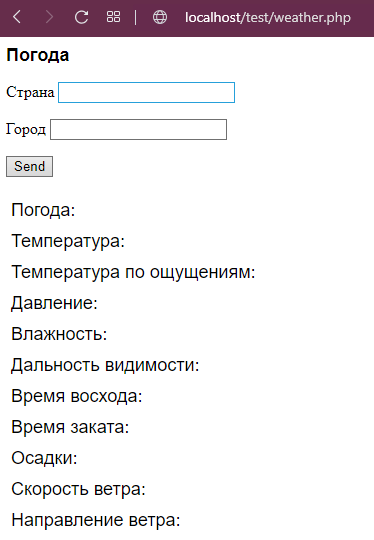 localhost/test/weather.php
Погода
Страна
Город
Send
Погода:
Температура:
Температура по ощущениям:
Давление:
Влажность:
Дальность видимости:
Время восхода:
Время заката:
Осадки:
Скорость ветра:
Направление ветра: